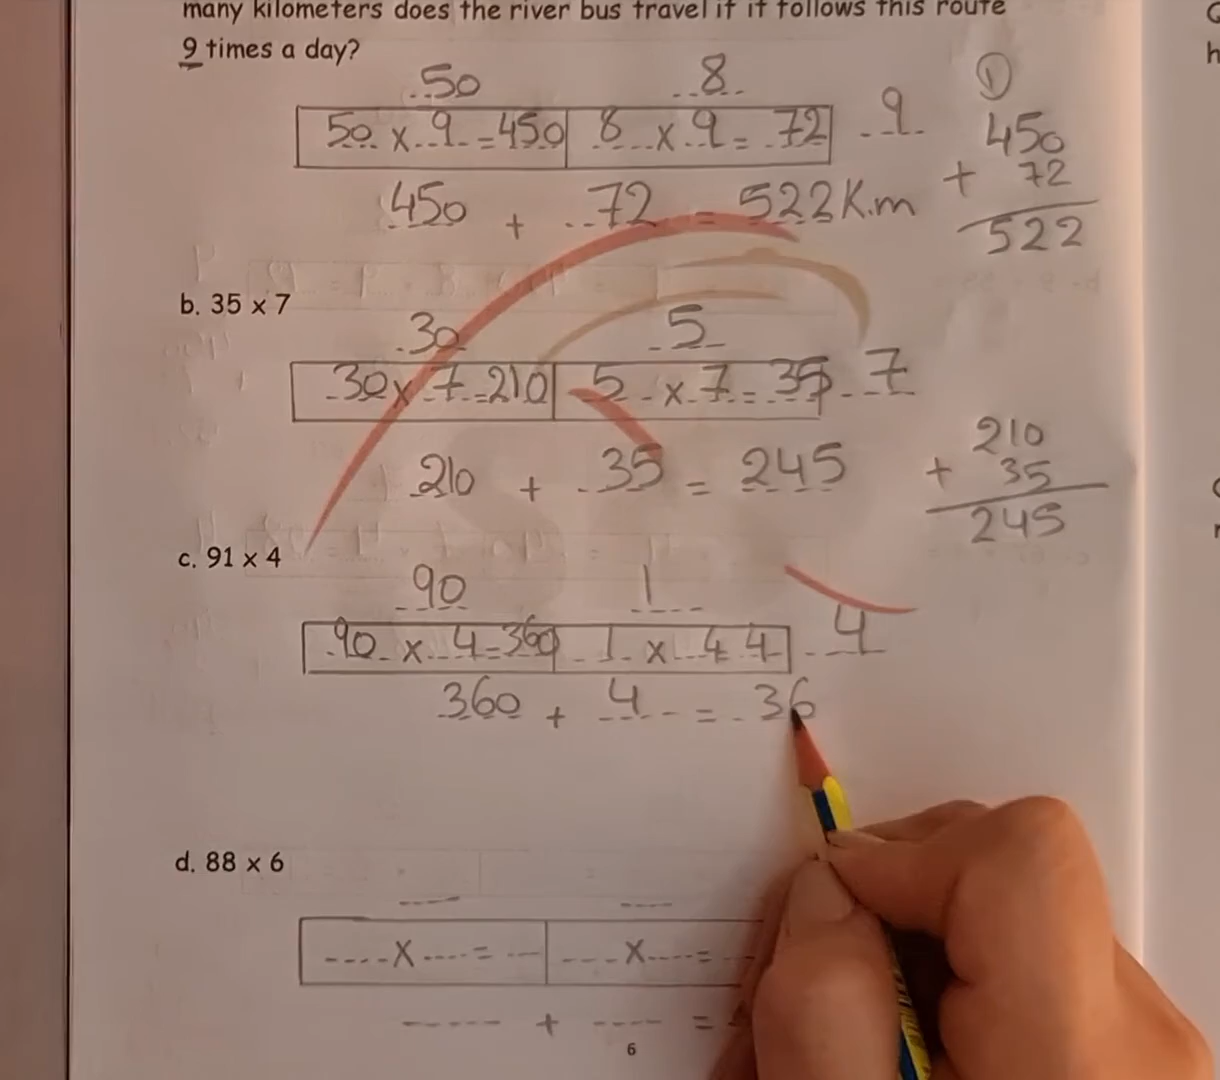 many kilometers does the river bus travel if it follows this route
9 times a day?
50 8
50 x 9 = 450 8 x 9 = 72 9
450 + 72 = 522 K.m
1
450
+ 72
522
b. 35 x 7
30 5
30 x 7 = 210 5 x 7 = 35 7
210 + 35 = 245
210
+ 35
245
c. 91 x 4
90 1
90 x 4 = 360 1 x 4 4 4
360 + 4 = 36
d. 88 x 6
x = x =
+ =
6